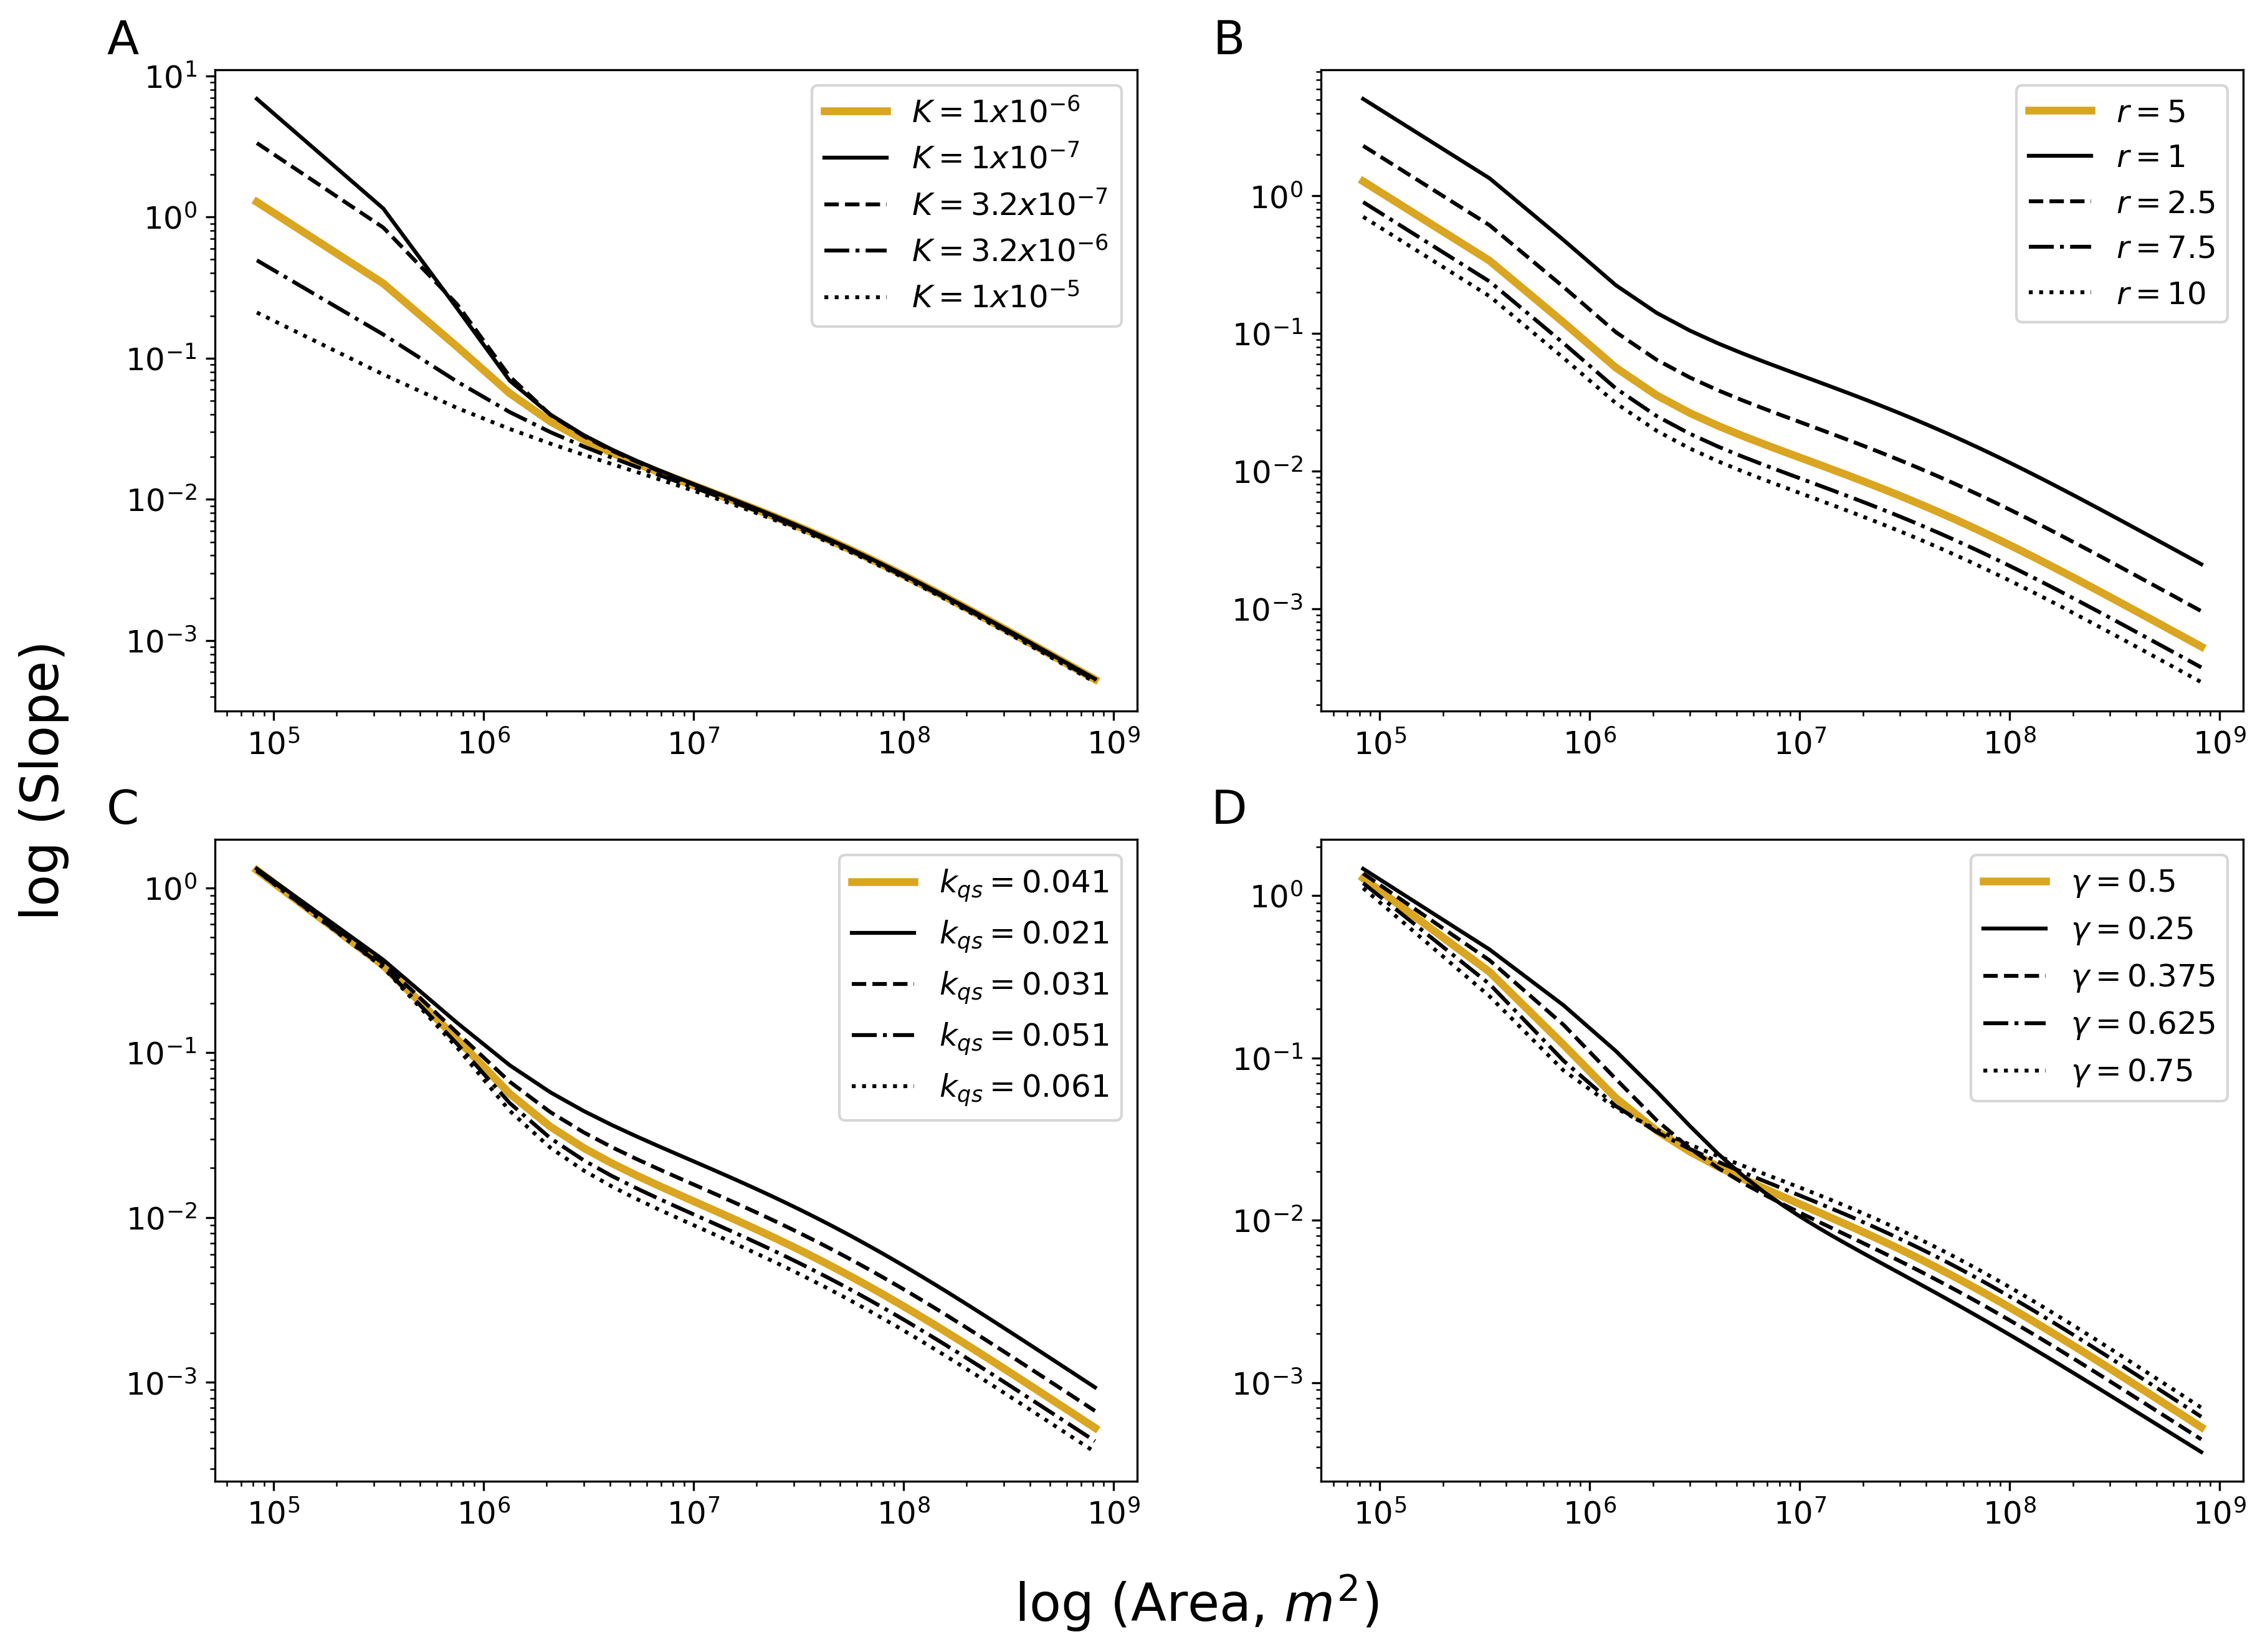 A
10^1
10^0
10^-1
10^-2
10^-3
10^5 10^6 10^7 10^8 10^9
K = 1x10^-6
K = 1x10^-7
K = 3.2x10^-7
K = 3.2x10^-6
K = 1x10^-5
B
10^0
10^-1
10^-2
10^-3
10^5 10^6 10^7 10^8 10^9
r = 5
r = 1
r = 2.5
r = 7.5
r = 10
log (Slope)
C
10^0
10^-1
10^-2
10^-3
10^5 10^6 10^7 10^8 10^9
k_qs = 0.041
k_qs = 0.021
k_qs = 0.031
k_qs = 0.051
k_qs = 0.061
D
10^0
10^-1
10^-2
10^-3
10^5 10^6 10^7 10^8 10^9
γ = 0.5
γ = 0.25
γ = 0.375
γ = 0.625
γ = 0.75
log (Area, m^2)